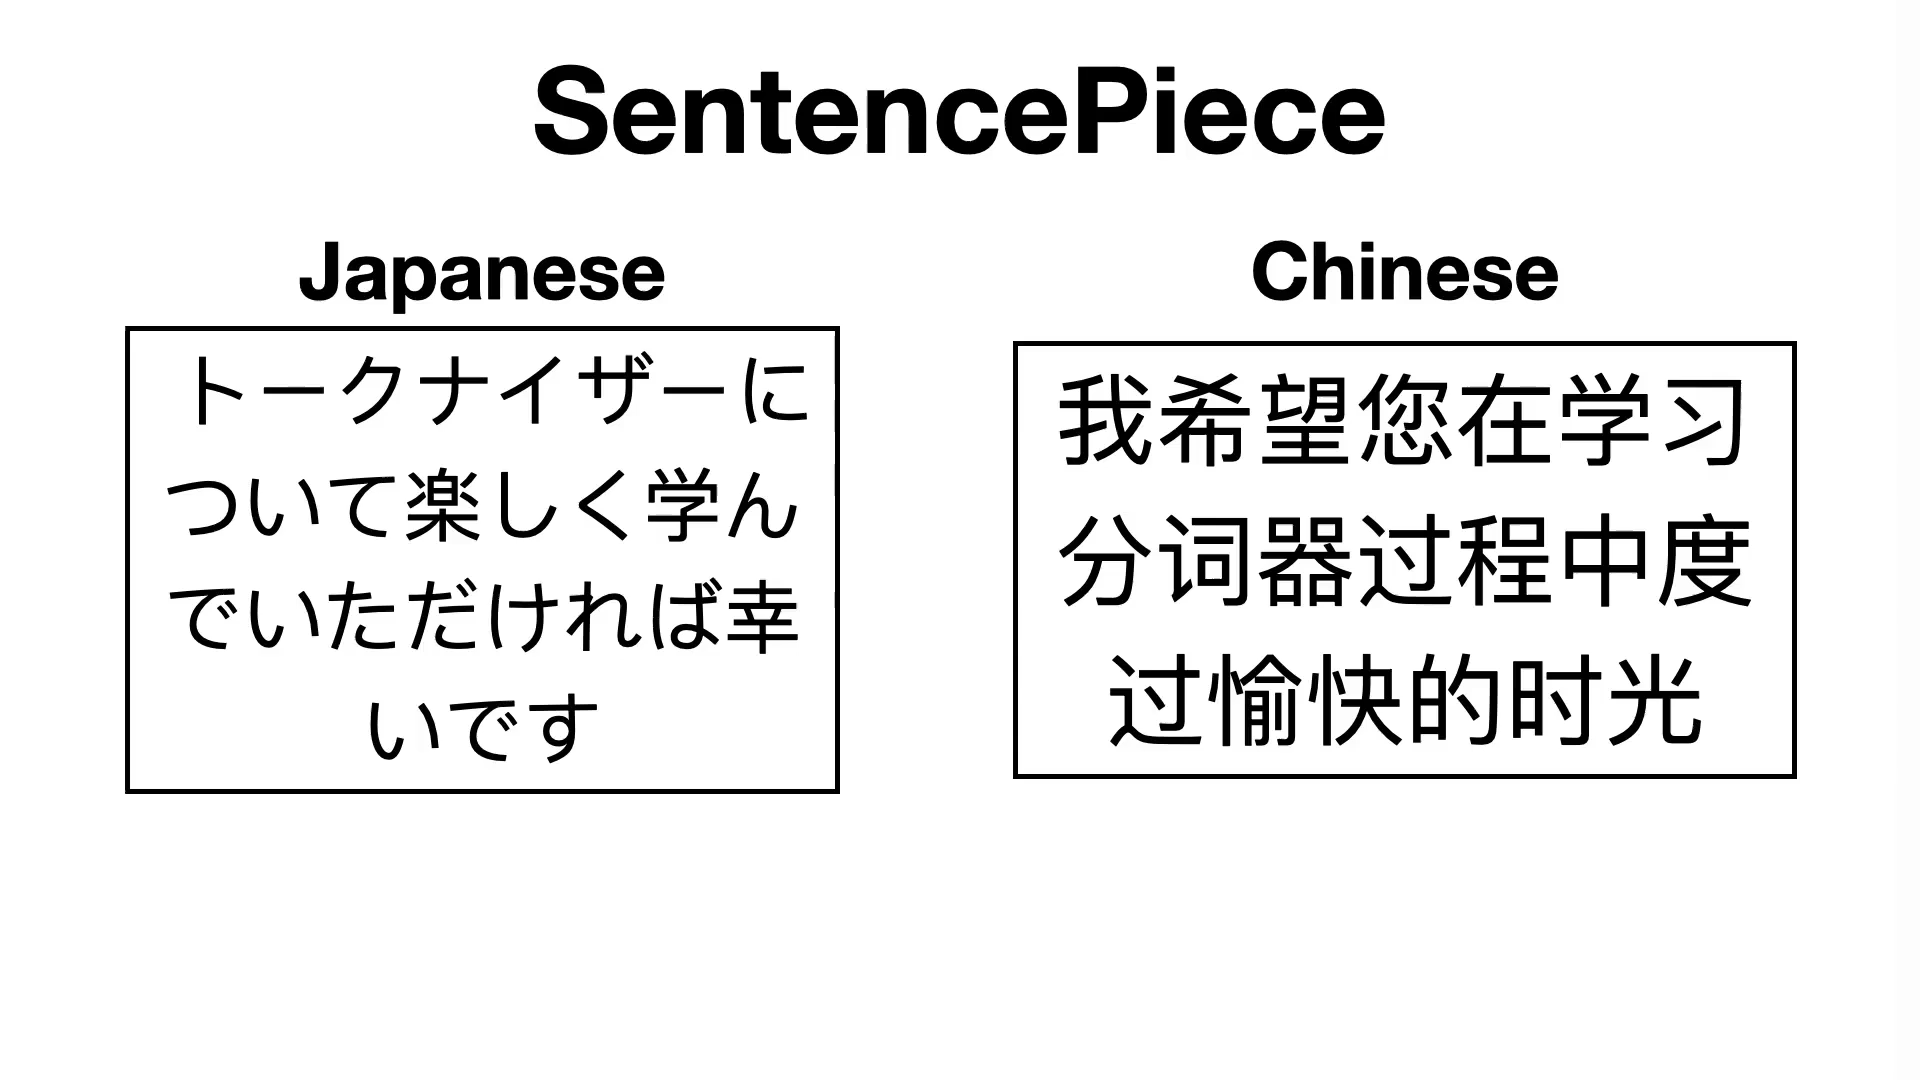 SentencePiece
Japanese
トークナイザーに
ついて楽しく学ん
でいただければ幸
いです
Chinese
我希望您在学习
分词器过程中度
过愉快的时光